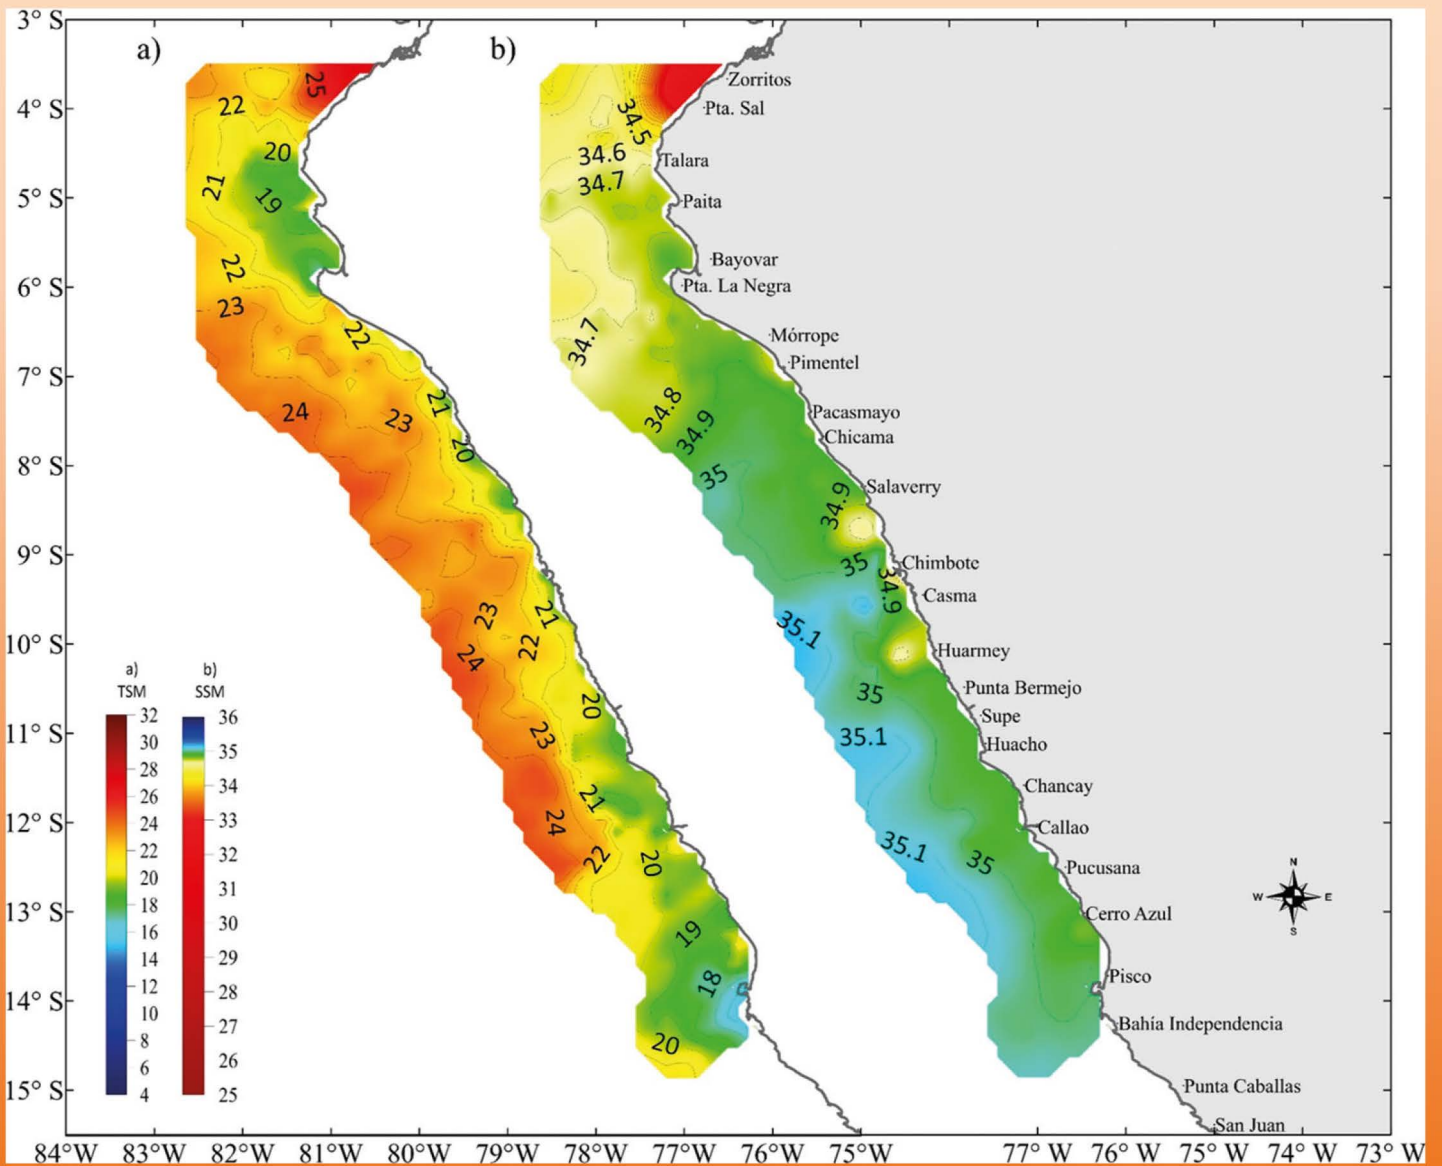 3° S
4° S
5° S
6° S
7° S
8° S
9° S
10° S
11° S
12° S
13° S
14° S
15° S
a)
25
22
20
21
19
22
23
22
24
23
21
20
23
21
22
24
20
23
21
24
22
20
19
18
20
b)
34.5
34.6
34.7
34.7
34.8
34.9
35
34.9
35
34.9
35.1
35
35.1
35.1
35
Zorritos
Pta. Sal
Talara
Paita
Bayovar
Pta. La Negra
Mórrope
Pimentel
Pacasmayo
Chicama
Salaverry
Chimbote
Casma
Huarmey
Punta Bermejo
Supe
Huacho
Chancay
Callao
Pucusana
Cerro Azul
Pisco
Bahía Independencia
Punta Caballas
San Juan
a)
TSM
32
30
28
26
24
22
20
18
16
14
12
10
8
6
4
b)
SSM
36
35
34
33
32
31
30
29
28
27
26
25
N
W E
S
84°W 83°W 82°W 81°W 80°W 79°W 78°W 77°W 76°W 75°W 77°W 76°W 75°W 74°W 73°W